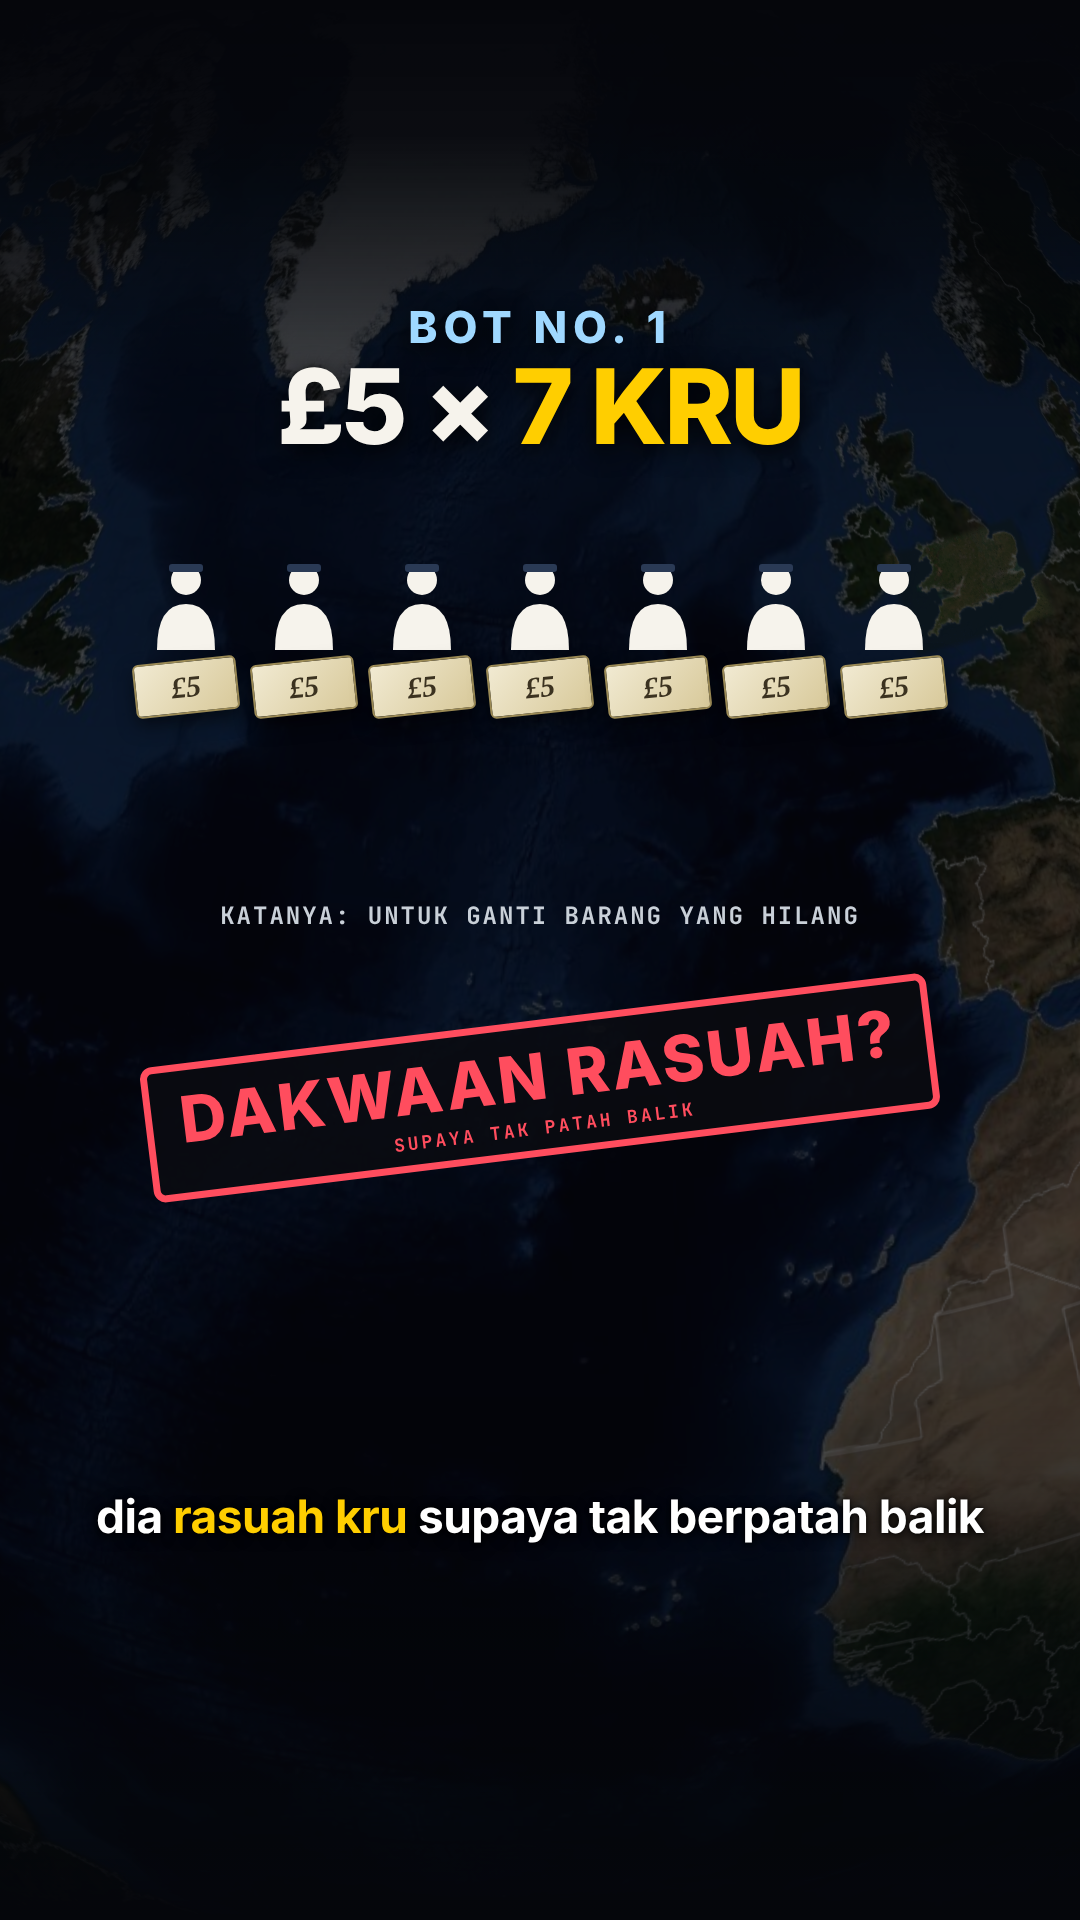 BOT NO. 1
£5 × 7 KRU
£5 £5 £5 £5 £5 £5 £5
KATANYA: UNTUK GANTI BARANG YANG HILANG
DAKWAAN RASUAH?
SUPAYA TAK PATAH BALIK
dia rasuah kru supaya tak berpatah balik